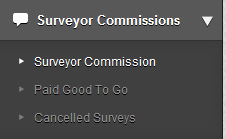 Surveyor Commissions
Surveyor Commission
Paid Good To Go
Cancelled Surveys